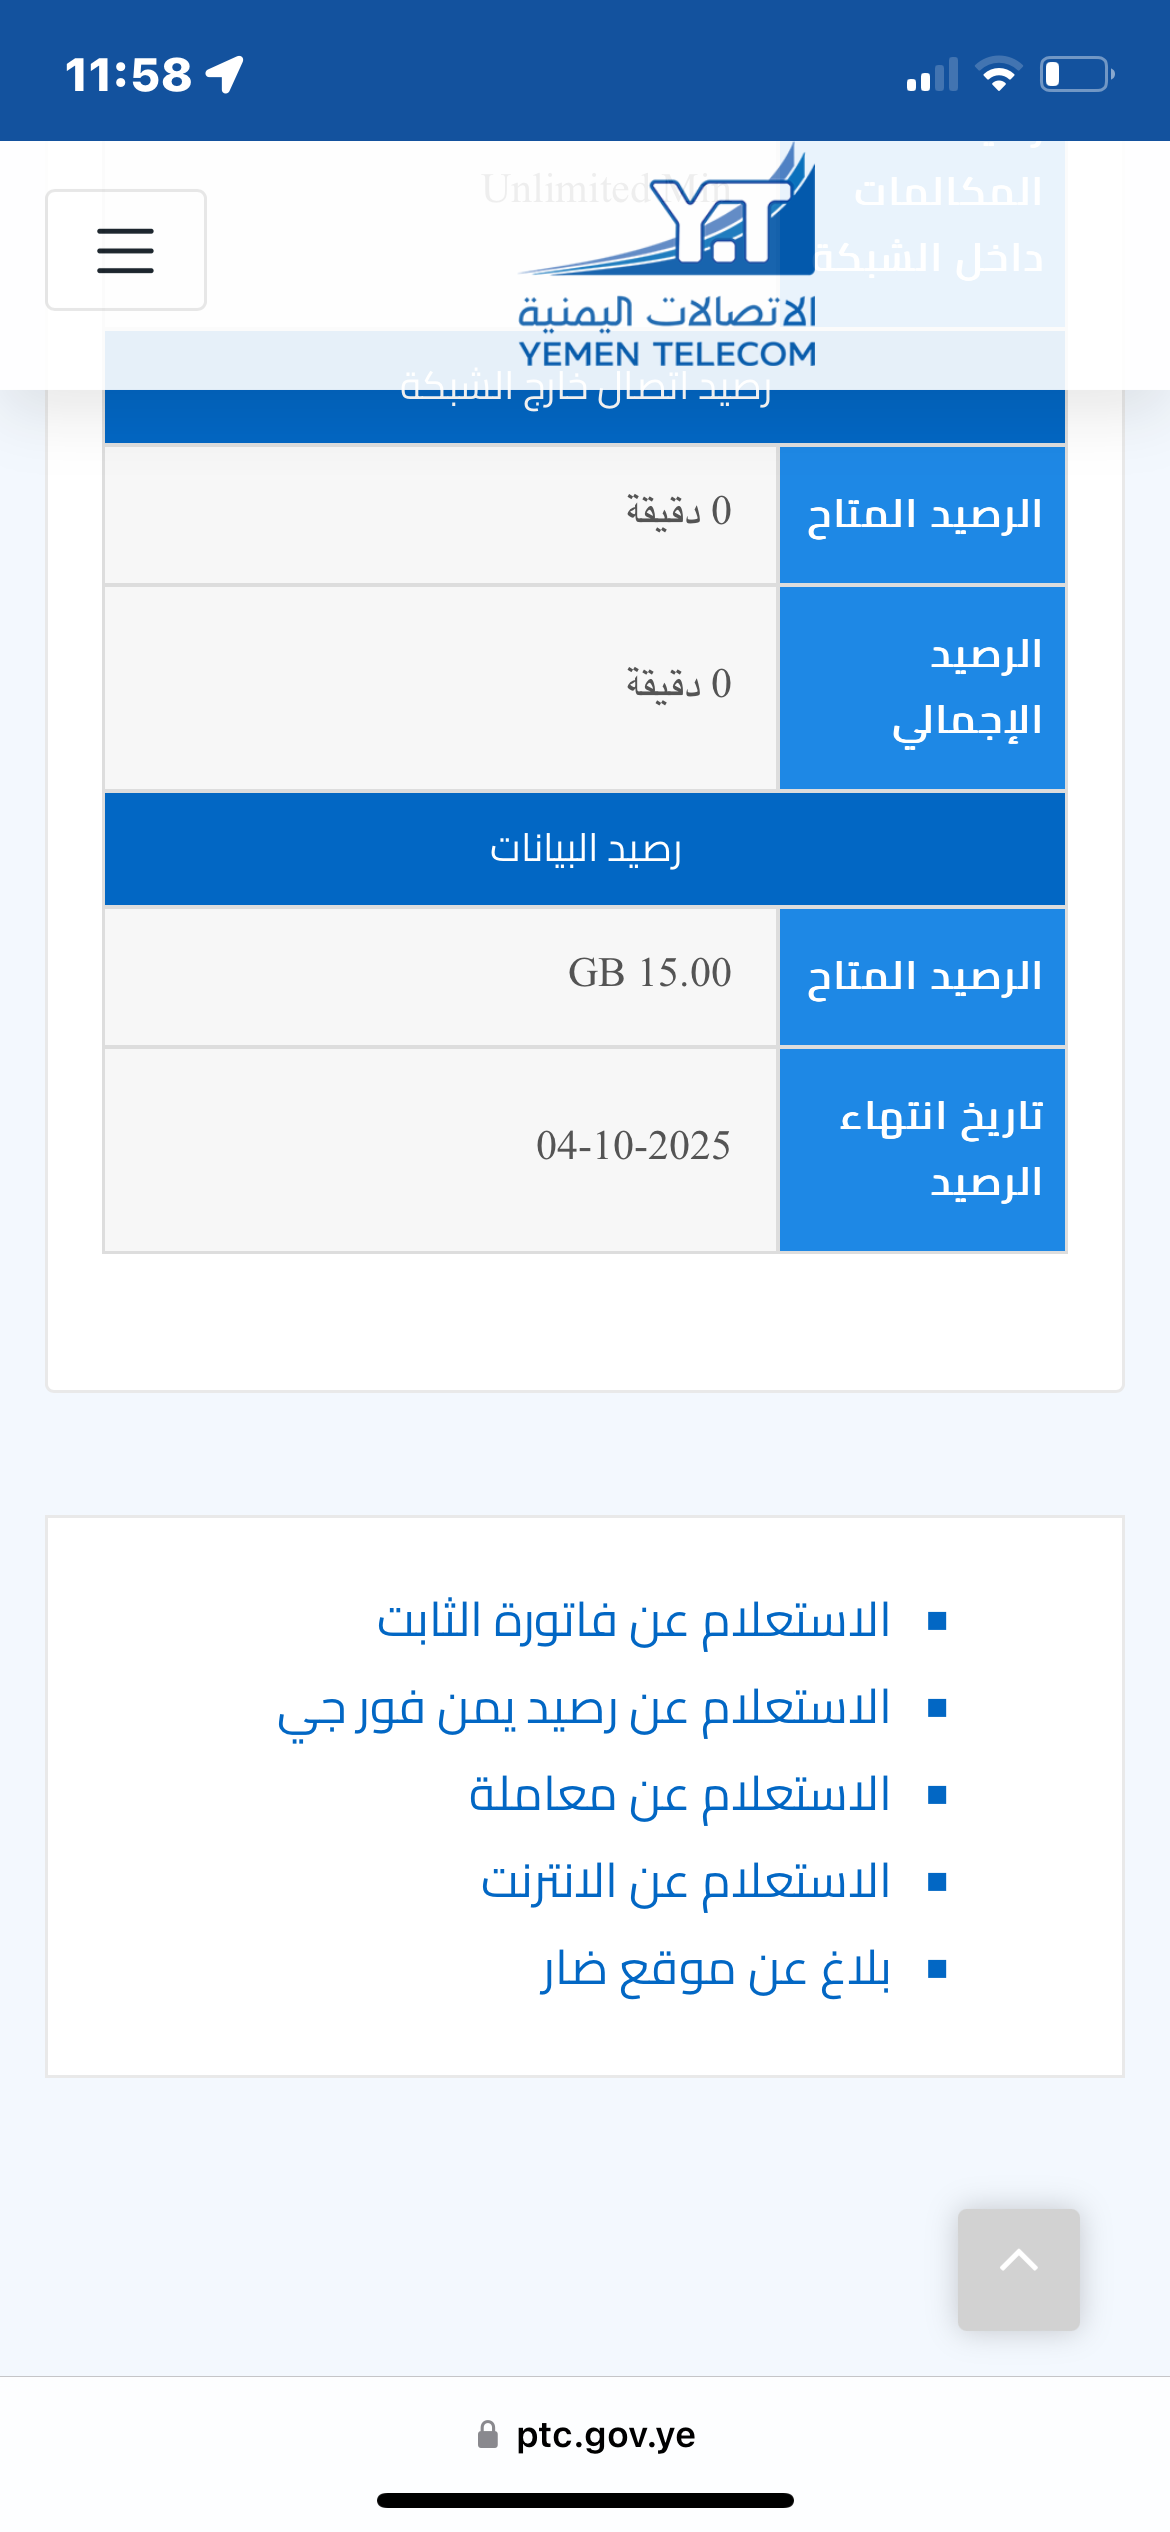 11:58
Unlimited Min
المكالمات
داخل الشبكة
Y.T
الاتصالات اليمنية
YEMEN TELECOM
رصيد اتصال خارج الشبكة
الرصيد المتاح
0 دقيقة
الرصيد
الإجمالي
0 دقيقة
رصيد البيانات
الرصيد المتاح
GB 15.00
تاريخ انتهاء
الرصيد
04-10-2025
الاستعلام عن فاتورة الثابت
الاستعلام عن رصيد يمن فور جي
الاستعلام عن معاملة
الاستعلام عن الانترنت
بلاغ عن موقع ضار
ptc.gov.ye